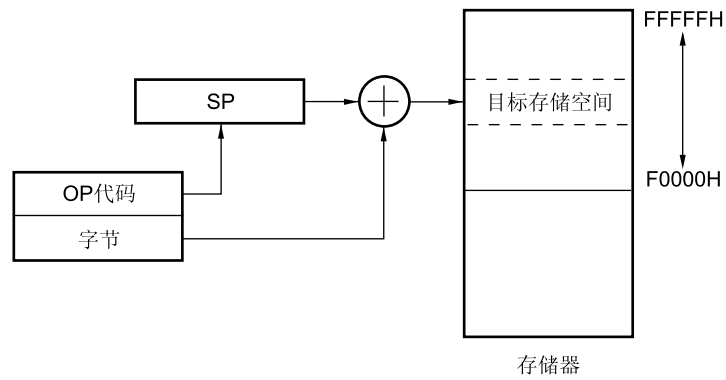 FFFFFH
SP
目标存储空间
F0000H
OP代码
字节
存储器